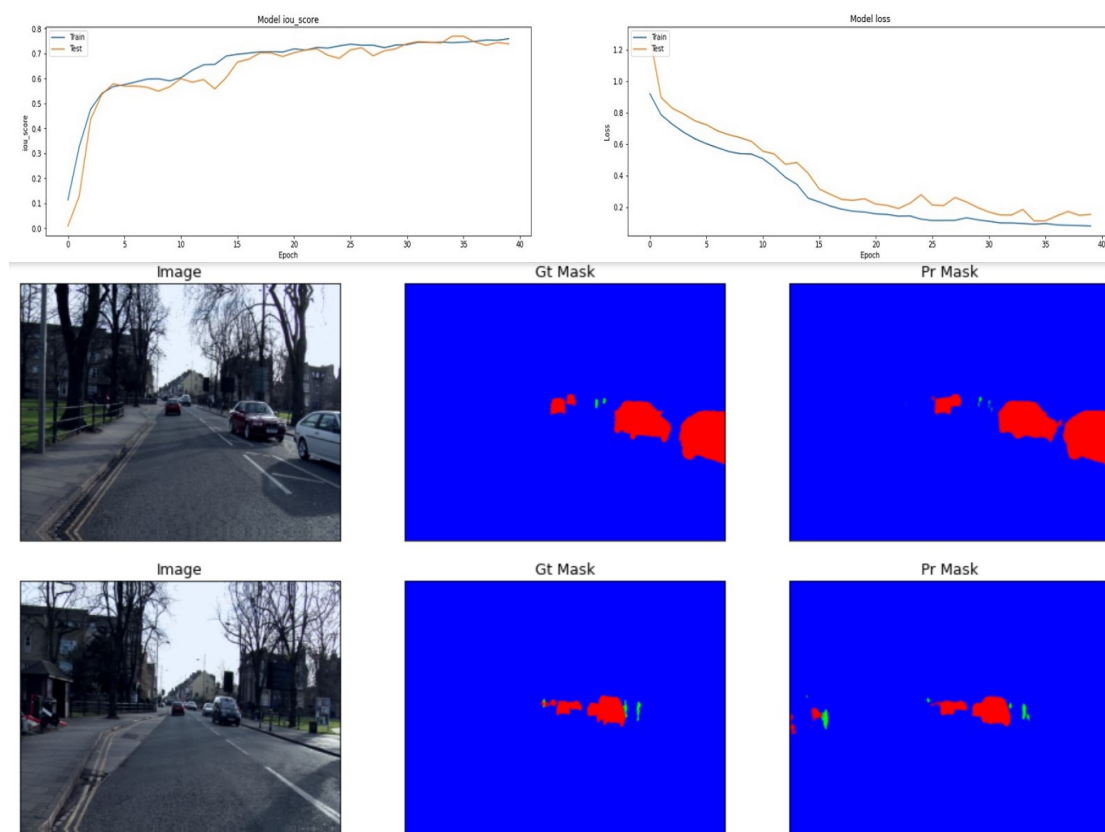 Model iou_score
Train
Test
iou_score
0.8
0.7
0.6
0.5
0.4
0.3
0.2
0.1
0.0
0 5 10 15 20 25 30 35 40
Epoch
Model loss
Train
Test
Loss
1.2
1.0
0.8
0.6
0.4
0.2
0 5 10 15 20 25 30 35 40
Epoch
Image Gt Mask Pr Mask
Image Gt Mask Pr Mask